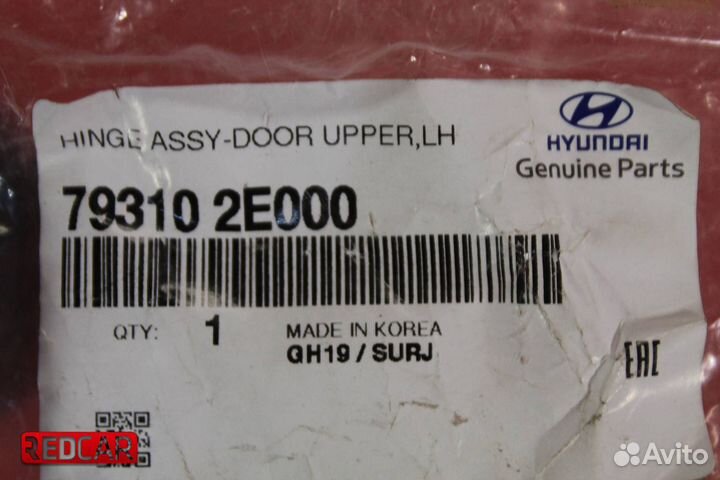 HINGE ASSY-DOOR UPPER,LH
HYUNDAI
Genuine Parts
79310 2E000
QTY: 1
MADE IN KOREA
GH19 / SURJ
EAC
REDCAR
Avito